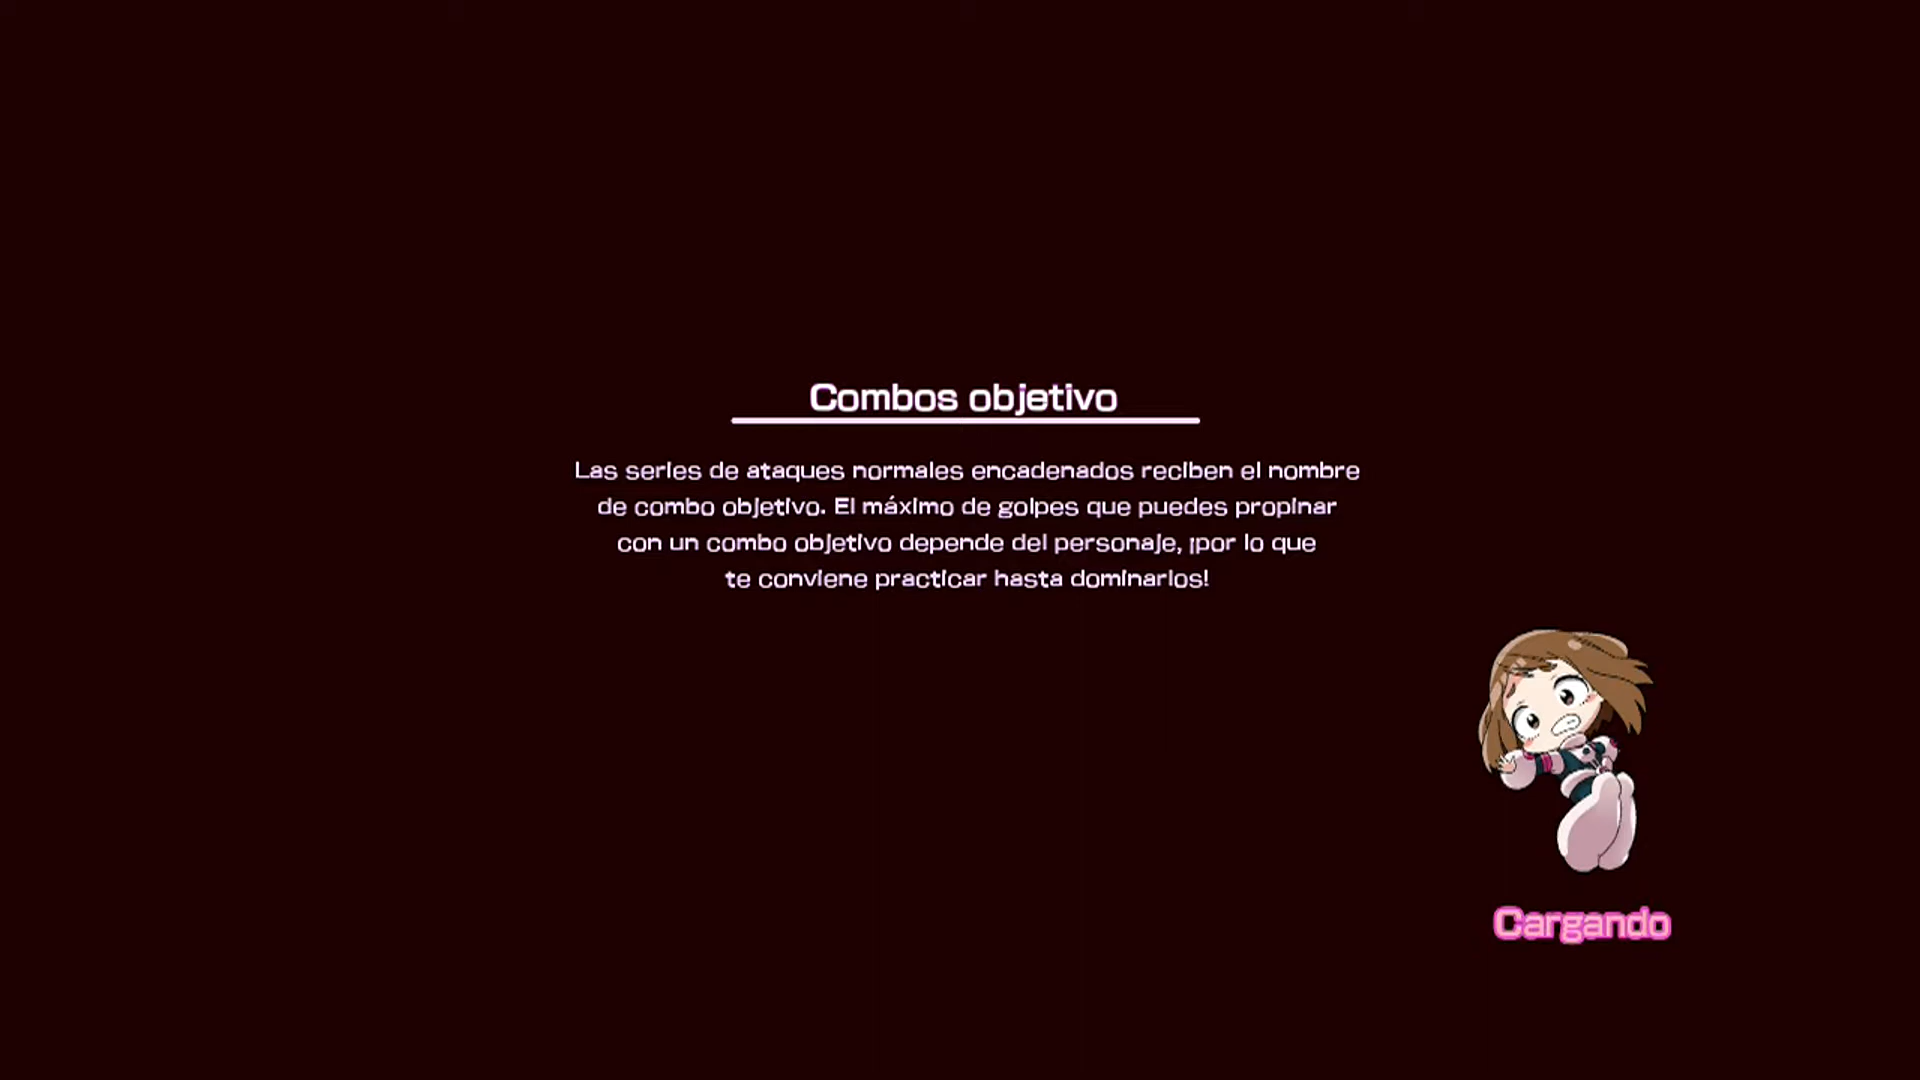 Combos objetivo
Las series de ataques normales encadenados reciben el nombre
de combo objetivo. El máximo de golpes que puedes propinar
con un combo objetivo depende del personaje, ¡por lo que
te conviene practicar hasta dominarlos!
Cargando